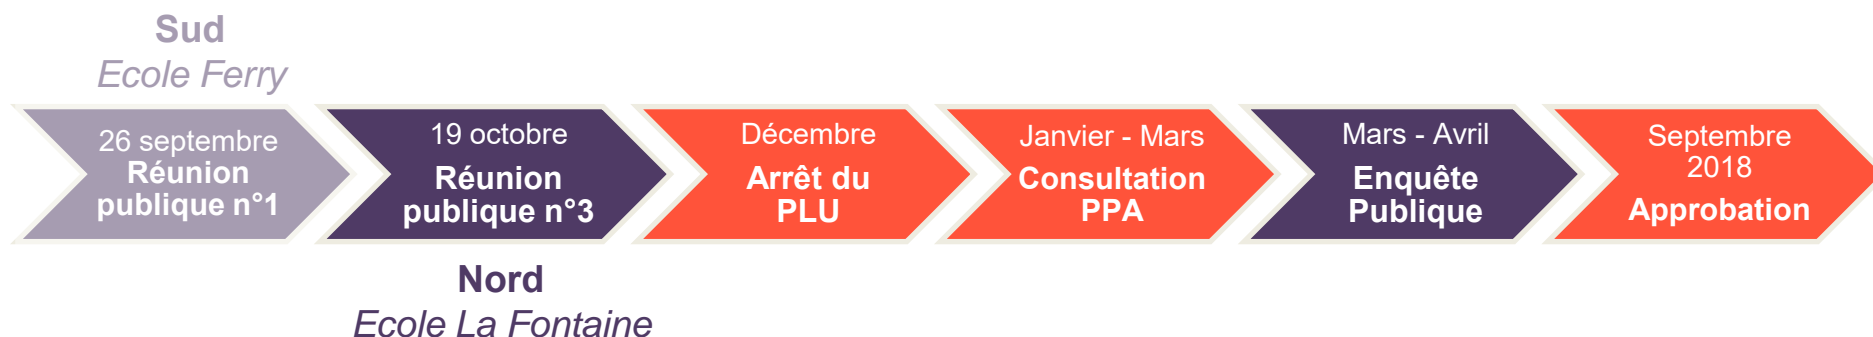 Sud
Ecole Ferry
26 septembre
Réunion
publique n°1
19 octobre
Réunion
publique n°3
Décembre
Arrêt du
PLU
Janvier - Mars
Consultation
PPA
Mars - Avril
Enquête
Publique
Septembre
2018
Approbation
Nord
Ecole La Fontaine